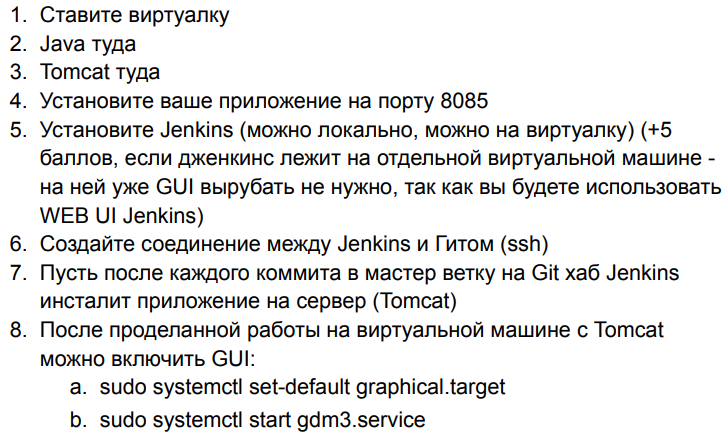 1. Ставите виртуалку
2. Java туда
3. Tomcat туда
4. Установите ваше приложение на порту 8085
5. Установите Jenkins (можно локально, можно на виртуалку) (+5
баллов, если дженкинс лежит на отдельной виртуальной машине -
на ней уже GUI вырубать не нужно, так как вы будете использовать
WEB UI Jenkins)
6. Создайте соединение между Jenkins и Гитом (ssh)
7. Пусть после каждого коммита в мастер ветку на Git хаб Jenkins
инсталит приложение на сервер (Tomcat)
8. После проделанной работы на виртуальной машине с Tomcat
можно включить GUI:
a. sudo systemctl set-default graphical.target
b. sudo systemctl start gdm3.service